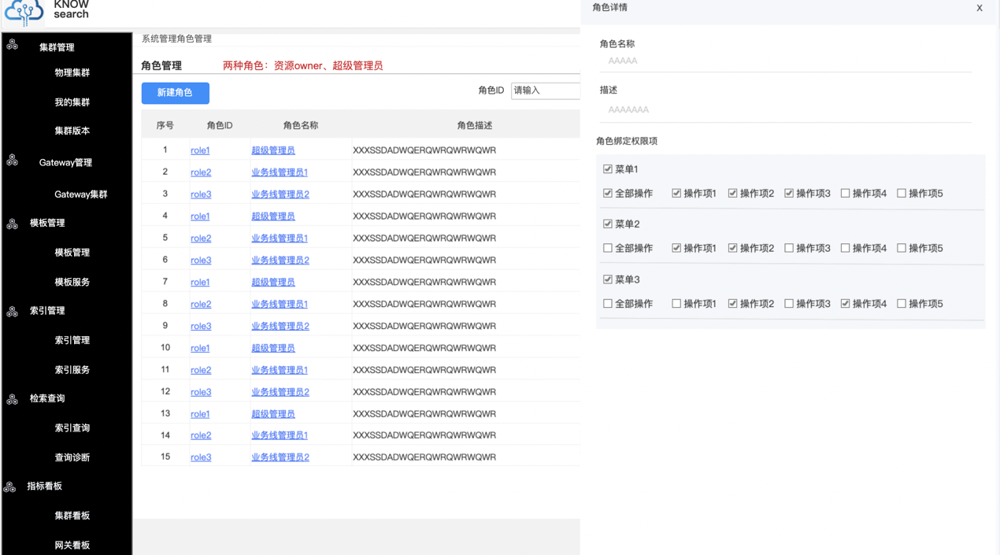 KNOW
search
集群管理
物理集群
我的集群
集群版本
Gateway管理
Gateway集群
模板管理
模板管理
模板服务
索引管理
索引管理
索引服务
检索查询
索引查询
查询诊断
指标看板
集群看板
网关看板
系统管理角色管理
角色管理 两种角色：资源owner、超级管理员
新建角色 角色ID 请输入
序号 角色ID 角色名称 角色描述
1 role1 超级管理员 XXXSSDADWQERQWRQWRWQWR
2 role2 业务线管理员1 XXXSSDADWQERQWRQWRWQWR
3 role3 业务线管理员2 XXXSSDADWQERQWRQWRWQWR
4 role1 超级管理员 XXXSSDADWQERQWRQWRWQWR
5 role2 业务线管理员1 XXXSSDADWQERQWRQWRWQWR
6 role3 业务线管理员2 XXXSSDADWQERQWRQWRWQWR
7 role1 超级管理员 XXXSSDADWQERQWRQWRWQWR
8 role2 业务线管理员1 XXXSSDADWQERQWRQWRWQWR
9 role3 业务线管理员2 XXXSSDADWQERQWRQWRWQWR
10 role1 超级管理员 XXXSSDADWQERQWRQWRWQWR
11 role2 业务线管理员1 XXXSSDADWQERQWRQWRWQWR
12 role3 业务线管理员2 XXXSSDADWQERQWRQWRWQWR
13 role1 超级管理员 XXXSSDADWQERQWRQWRWQWR
14 role2 业务线管理员1 XXXSSDADWQERQWRQWRWQWR
15 role3 业务线管理员2 XXXSSDADWQERQWRQWRWQWR
角色详情 X
角色名称
AAAAA
描述
AAAAAAA
角色绑定权限项
菜单1
全部操作 操作项1 操作项2 操作项3 操作项4 操作项5
菜单2
全部操作 操作项1 操作项2 操作项3 操作项4 操作项5
菜单3
全部操作 操作项1 操作项2 操作项3 操作项4 操作项5